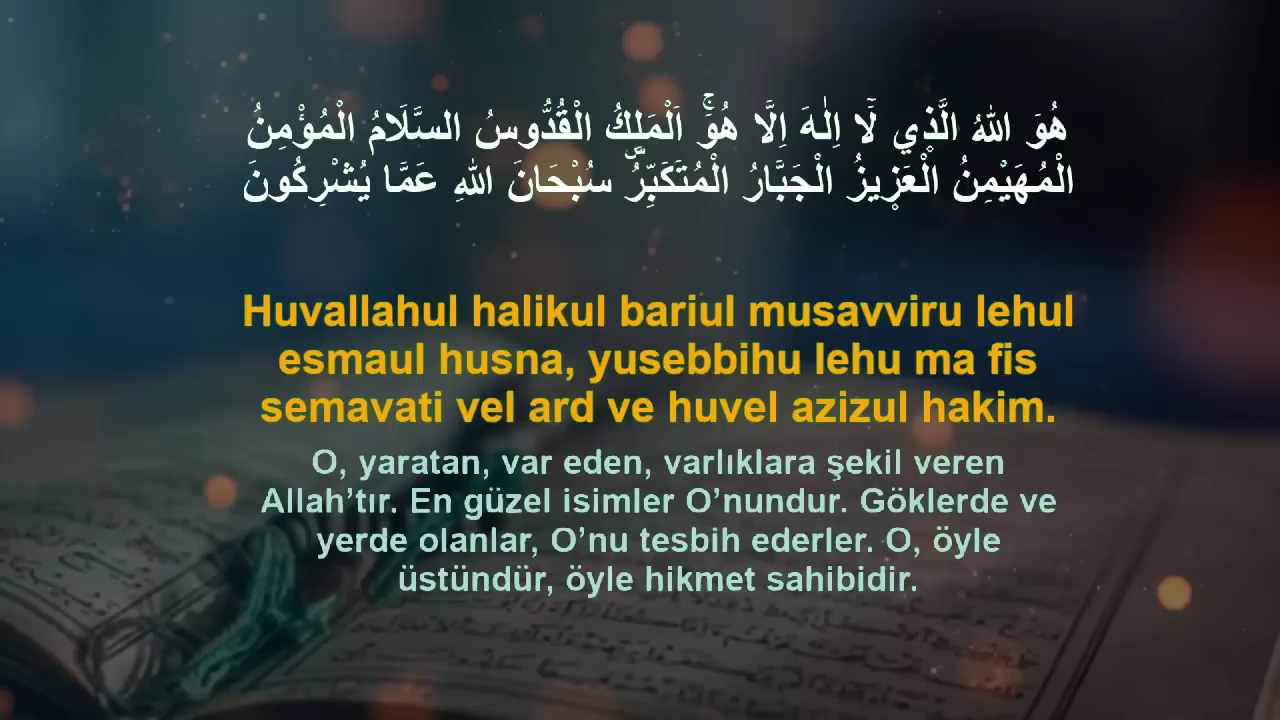 هُوَ اللهُ الَّذِي لَٓا اِلٰهَ اِلَّا هُوَۚ اَلْمَلِكُ الْقُدُّوسُ السَّلَامُ الْمُؤْمِنُ
الْمُهَيْمِنُ الْعَزِيزُ الْجَبَّارُ الْمُتَكَبِّرُۜ سُبْحَانَ اللهِ عَمَّا يُشْرِكُونَ
Huvallahul halikul bariul musavviru lehul
esmaul husna, yusebbihu lehu ma fis
semavati vel ard ve huvel azizul hakim.
O, yaratan, var eden, varlıklara şekil veren
Allah’tır. En güzel isimler O’nundur. Göklerde ve
yerde olanlar, O’nu tesbih ederler. O, öyle
üstündür, öyle hikmet sahibidir.